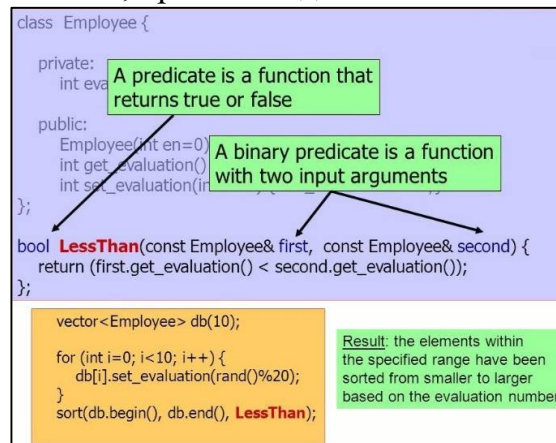 class Employee {
private:
int eva
A predicate is a function that
returns true or false
public:
Employee(int en=0)
int get_evaluation()
int set_evaluation(in
};
A binary predicate is a function
with two input arguments
bool LessThan(const Employee& first, const Employee& second) {
return (first.get_evaluation() < second.get_evaluation());
};
vector<Employee> db(10);
for (int i=0; i<10; i++) {
db[i].set_evaluation(rand()%20);
}
sort(db.begin(), db.end(), LessThan);
Result: the elements within
the specified range have been
sorted from smaller to larger
based on the evaluation number